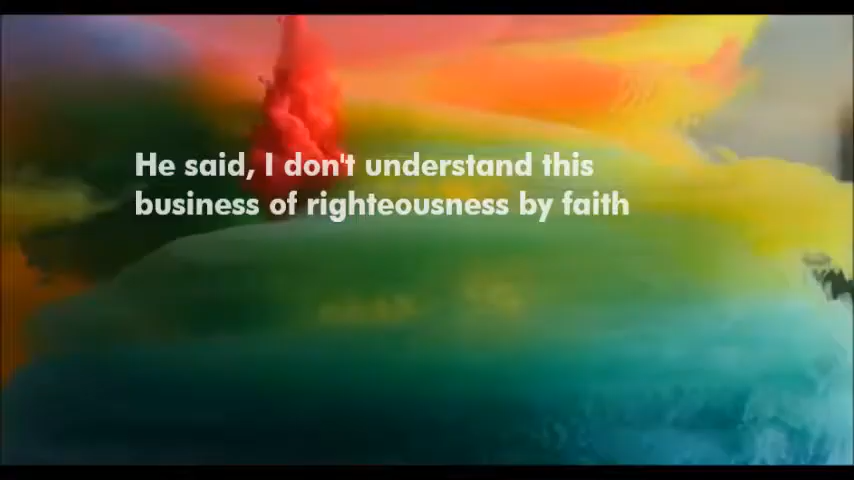 He said, I don't understand this
business of righteousness by faith